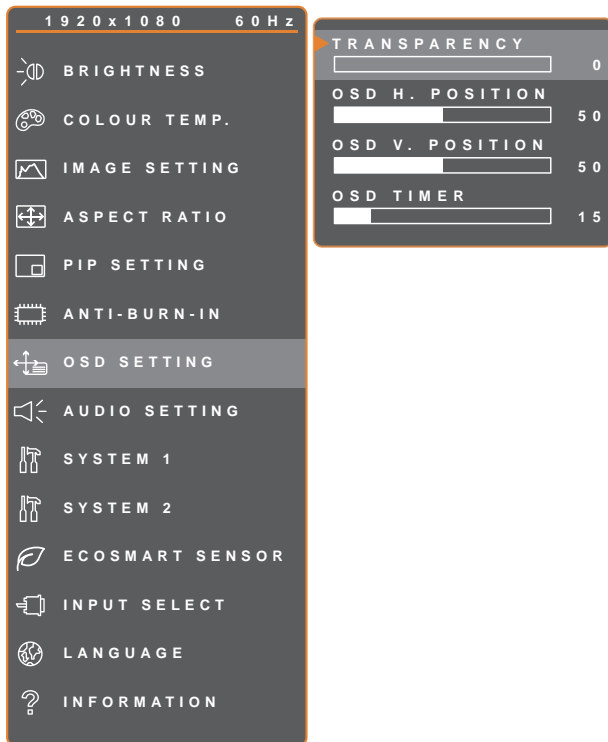 1920x1080 60Hz
BRIGHTNESS
COLOUR TEMP.
IMAGE SETTING
ASPECT RATIO
PIP SETTING
ANTI-BURN-IN
OSD SETTING
AUDIO SETTING
SYSTEM 1
SYSTEM 2
ECOSMART SENSOR
INPUT SELECT
LANGUAGE
INFORMATION
TRANSPARENCY
0
OSD H. POSITION
50
OSD V. POSITION
50
OSD TIMER
15